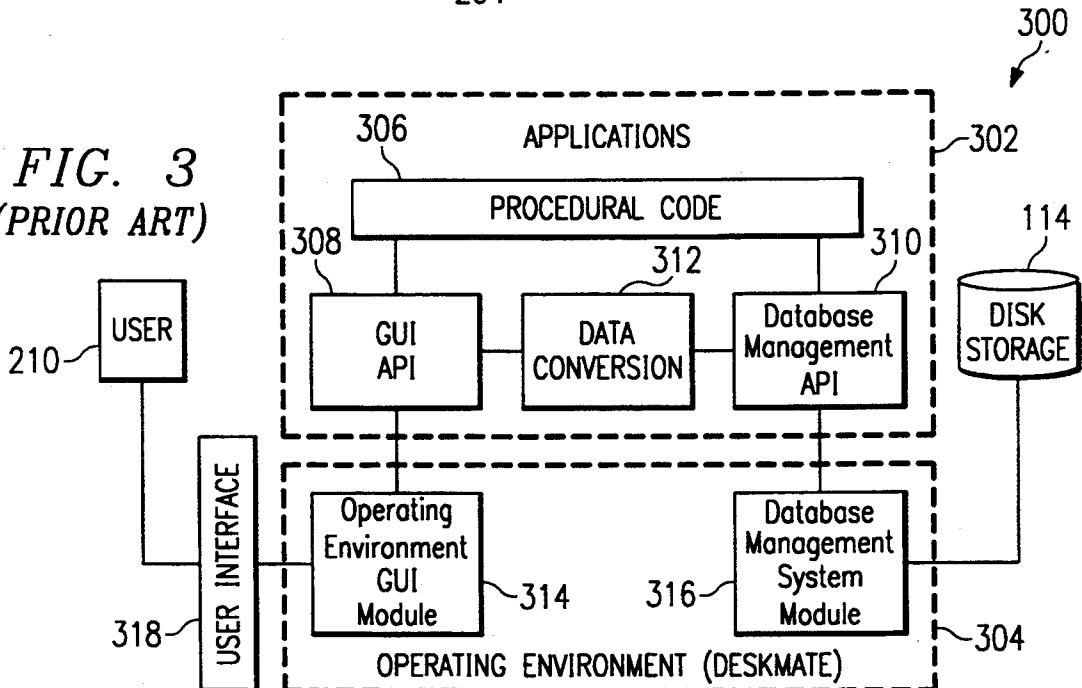 300
FIG. 3
(PRIOR ART)
306
APPLICATIONS
302
PROCEDURAL CODE
308
312
310
114
USER
210
GUI
API
DATA
CONVERSION
Database
Management
API
DISK
STORAGE
USER INTERFACE
318
Operating
Environment
GUI
Module
314
316
Database
Management
System
Module
304
OPERATING ENVIRONMENT (DESKMATE)